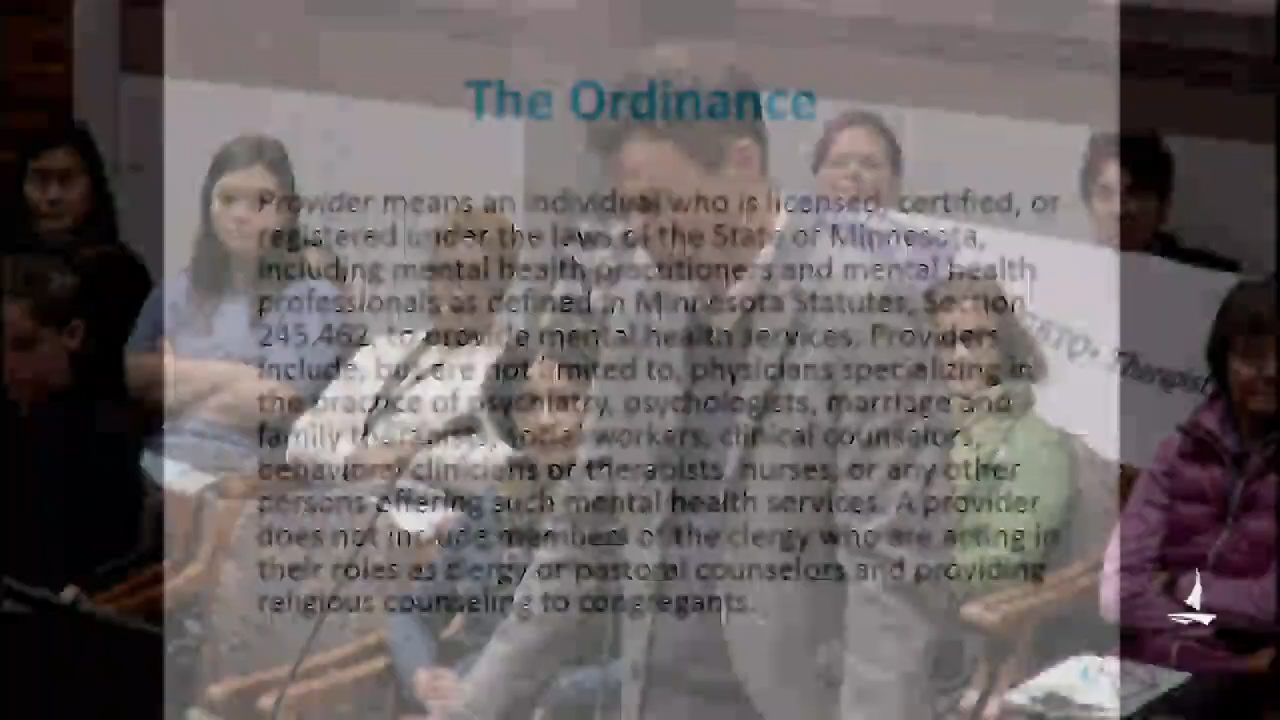 The Ordinance
Provider means an individual who is licensed, certified, or
registered under the laws of the State of Minnesota,
including mental health practitioners and mental health
professionals as defined in Minnesota Statutes, Section
245.462, to provide mental health services. Providers
include, but are not limited to, physicians specializing in
the practice of psychiatry, psychologists, marriage and
family therapists, social workers, clinical counselors,
behavioral clinicians or therapists, nurses, or any other
persons offering such mental health services. A provider
does not include members of the clergy who are acting in
their roles as clergy or pastoral counselors and providing
religious counseling to congregants.
Therapist